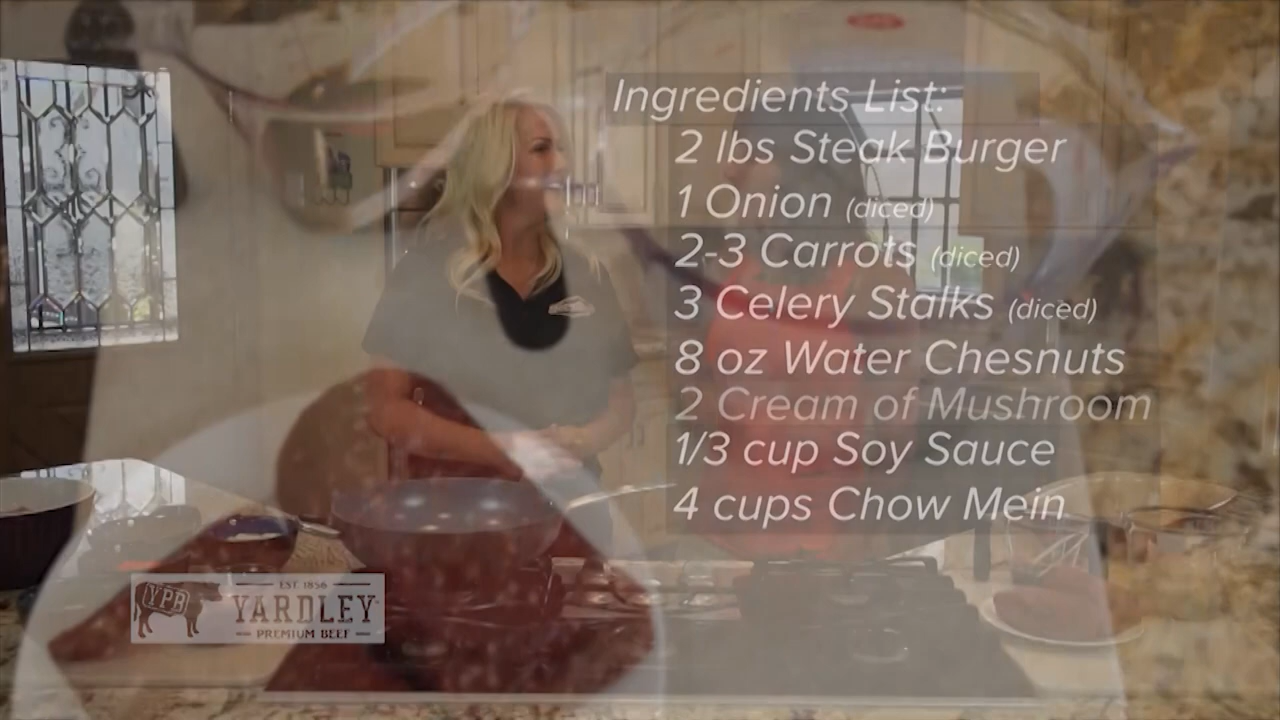 Ingredients List:
2 lbs Steak Burger
1 Onion (diced)
2-3 Carrots (diced)
3 Celery Stalks (diced)
8 oz Water Chesnuts
2 Cream of Mushroom
1/3 cup Soy Sauce
4 cups Chow Mein
EST. 1856
YPB
YARDLEY
PREMIUM BEEF